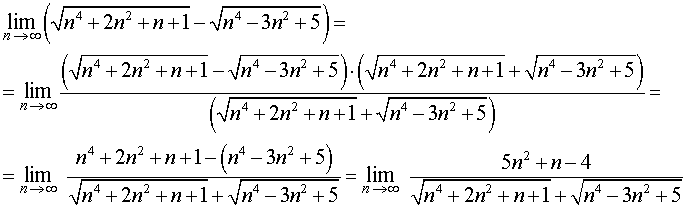 \lim_{n \to \infty} \left( \sqrt{n^4 + 2n^2 + n + 1} - \sqrt{n^4 - 3n^2 + 5} \right) =
= \lim_{n \to \infty} \frac{\left( \sqrt{n^4 + 2n^2 + n + 1} - \sqrt{n^4 - 3n^2 + 5} \right) \cdot \left( \sqrt{n^4 + 2n^2 + n + 1} + \sqrt{n^4 - 3n^2 + 5} \right)}{\left( \sqrt{n^4 + 2n^2 + n + 1} + \sqrt{n^4 - 3n^2 + 5} \right)} =
= \lim_{n \to \infty} \frac{n^4 + 2n^2 + n + 1 - \left( n^4 - 3n^2 + 5 \right)}{\sqrt{n^4 + 2n^2 + n + 1} + \sqrt{n^4 - 3n^2 + 5}} = \lim_{n \to \infty} \frac{5n^2 + n - 4}{\sqrt{n^4 + 2n^2 + n + 1} + \sqrt{n^4 - 3n^2 + 5}}